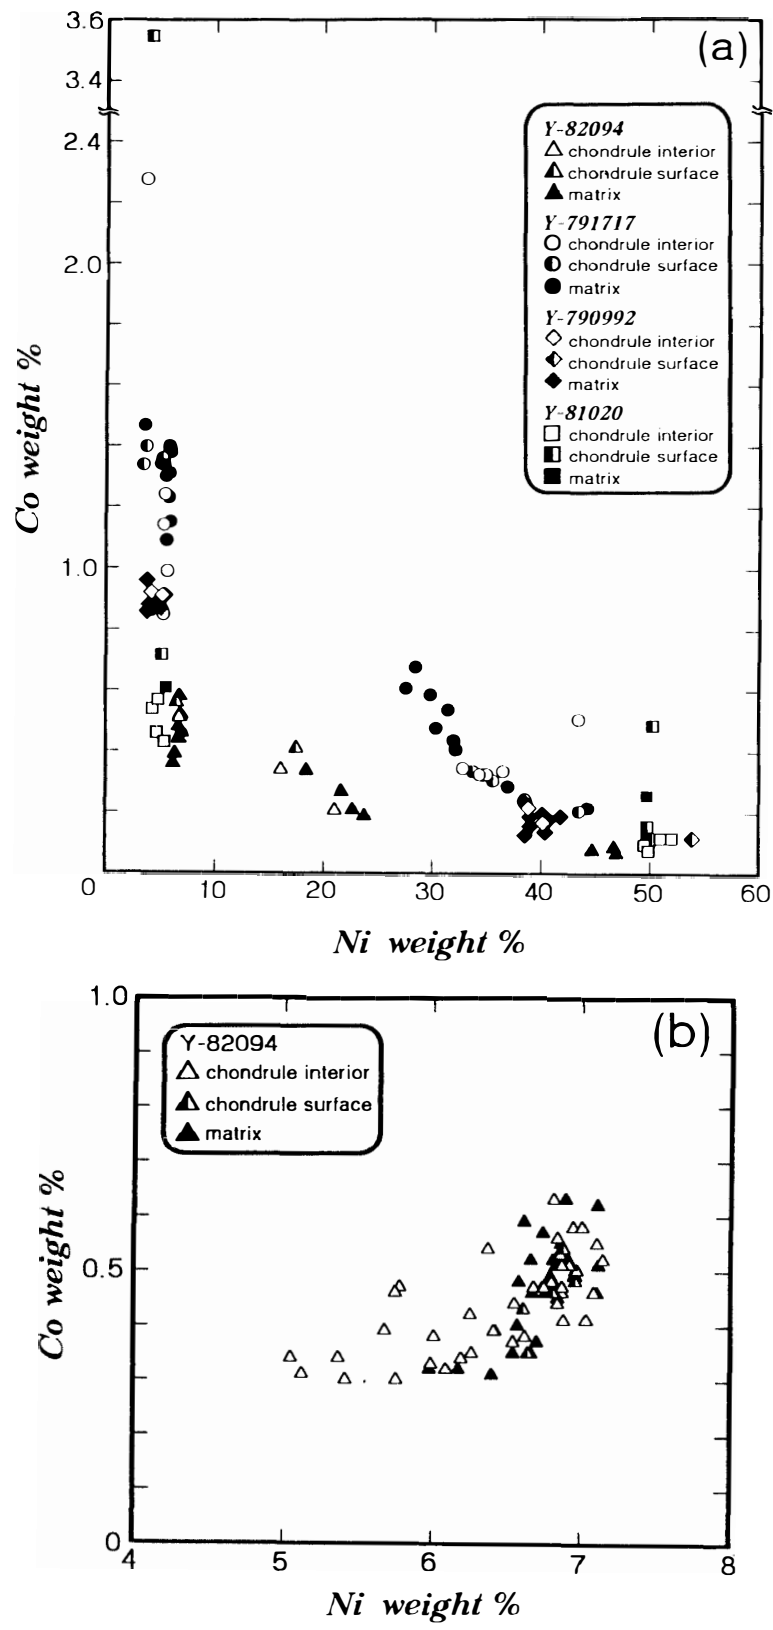 3.6
(a)
3.4
2.4
2.0
1.0
Co weight %
Y-82094
chondrule interior
chondrule surface
matrix
Y-791717
chondrule interior
chondrule surface
matrix
Y-790992
chondrule interior
chondrule surface
matrix
Y-81020
chondrule interior
chondrule surface
matrix
0 10 20 30 40 50 60
Ni weight %
1.0
(b)
Y-82094
chondrule interior
chondrule surface
matrix
Co weight %
0.5
0
4 5 6 7 8
Ni weight %